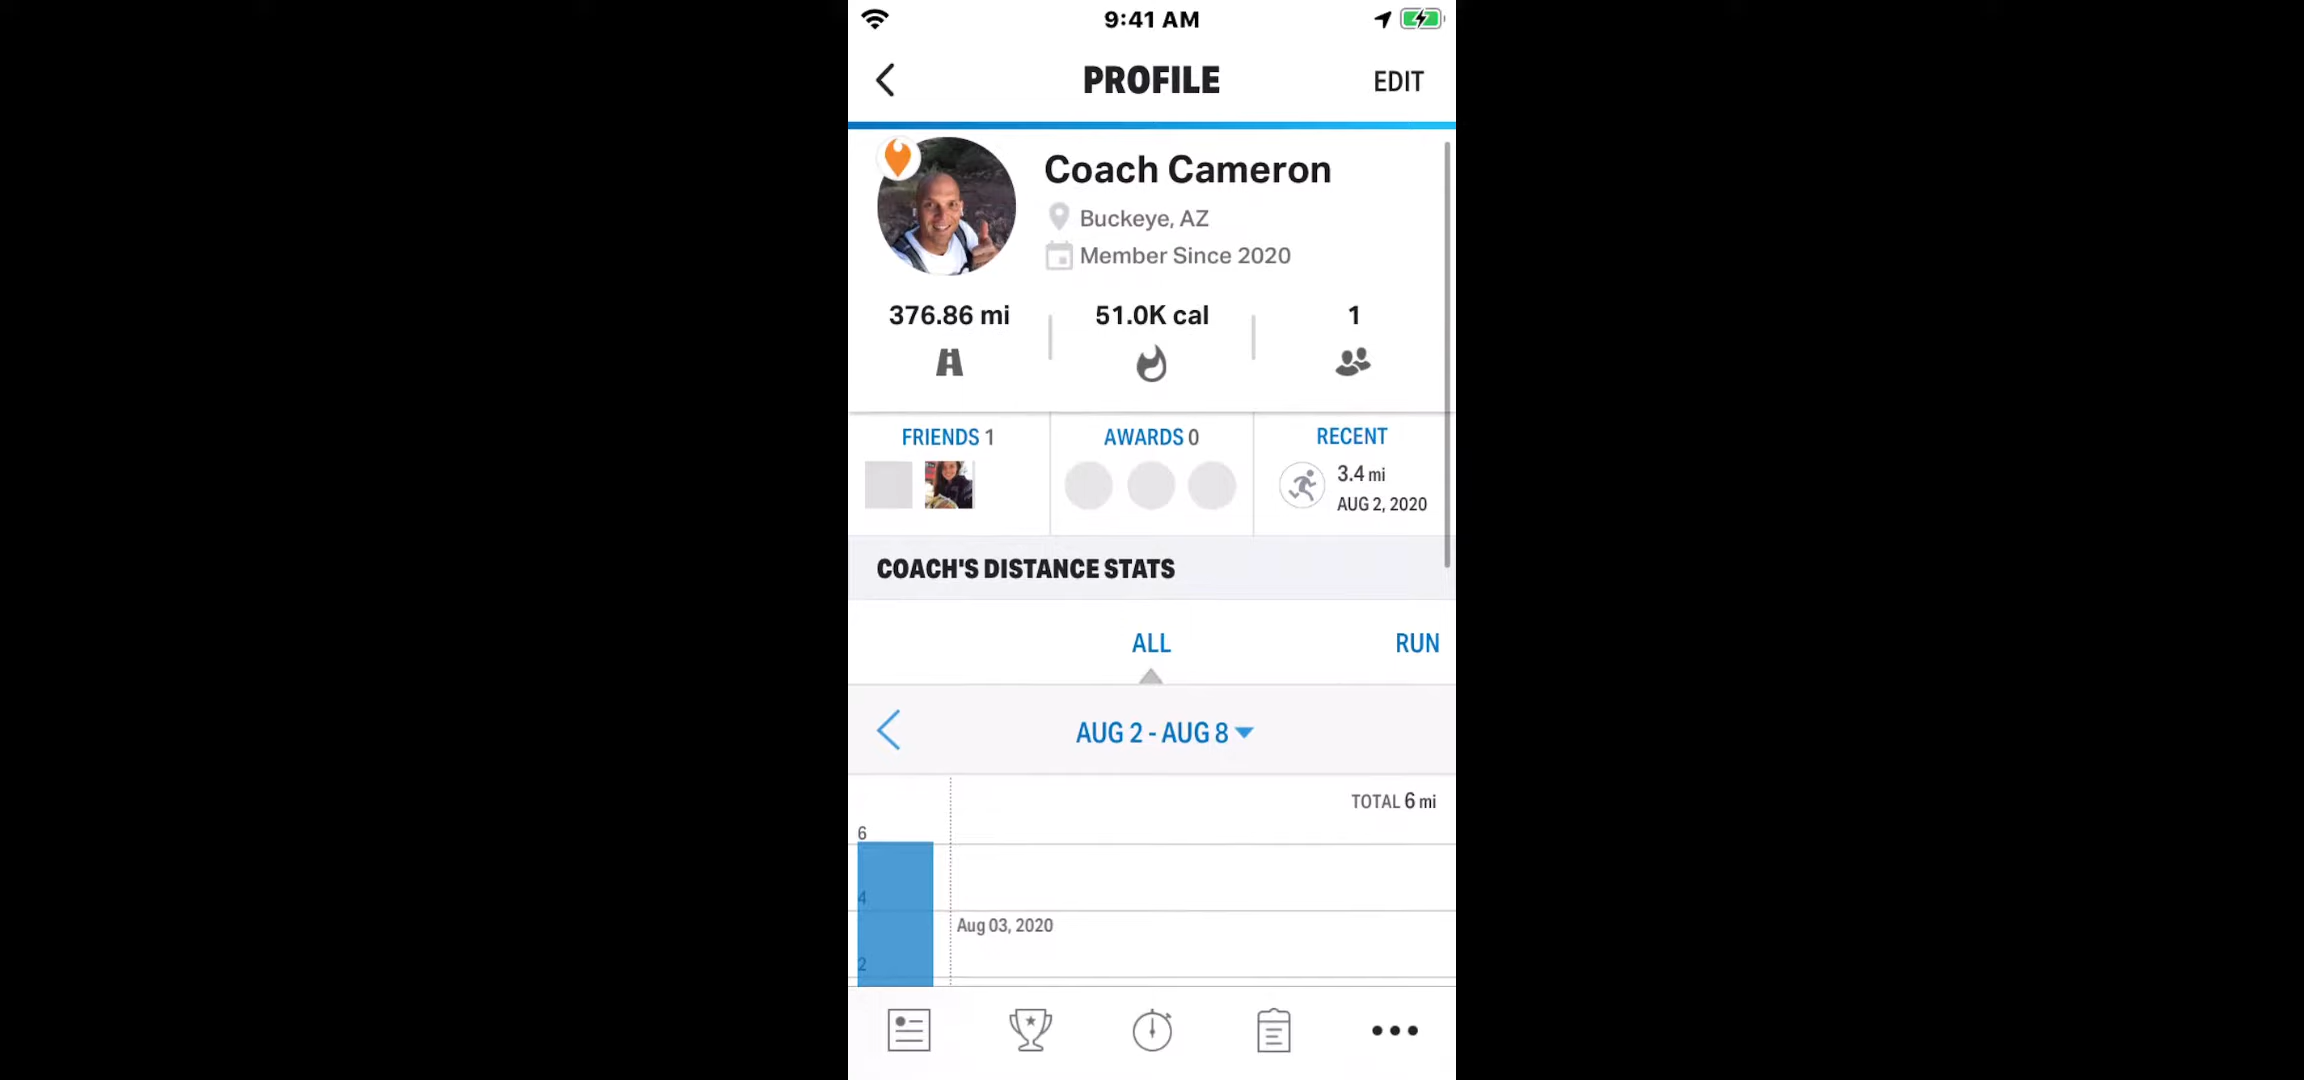 9:41 AM
PROFILE
EDIT
Coach Cameron
Buckeye, AZ
Member Since 2020
376.86 mi
51.0K cal
1
FRIENDS 1
AWARDS 0
RECENT
3.4 mi
AUG 2, 2020
COACH'S DISTANCE STATS
ALL
RUN
AUG 2 - AUG 8
TOTAL 6 mi
6
4
Aug 03, 2020
2